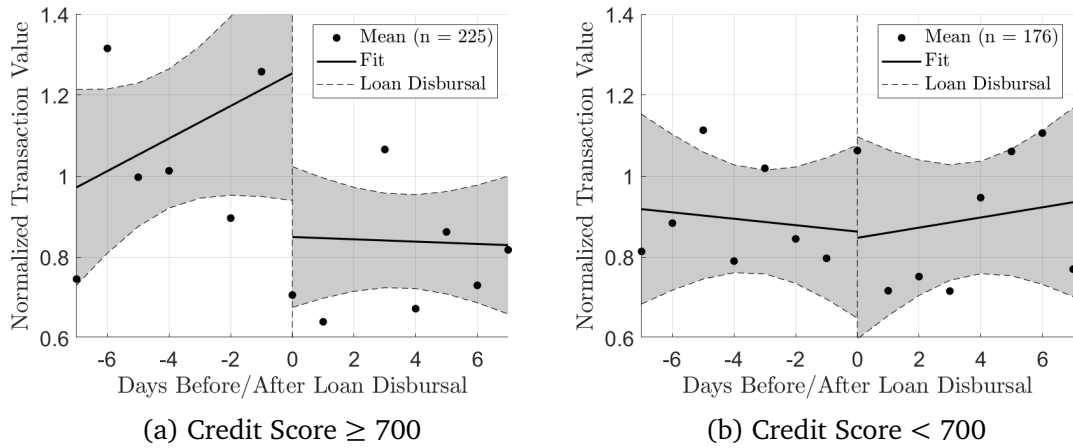 1.4
1.2
1
0.8
0.6
Normalized Transaction Value
Mean (n = 225)
Fit
Loan Disbursal
-6 -4 -2 0 2 4 6
Days Before/After Loan Disbursal
(a) Credit Score ≥ 700
1.4
1.2
1
0.8
0.6
Normalized Transaction Value
Mean (n = 176)
Fit
Loan Disbursal
-6 -4 -2 0 2 4 6
Days Before/After Loan Disbursal
(b) Credit Score < 700